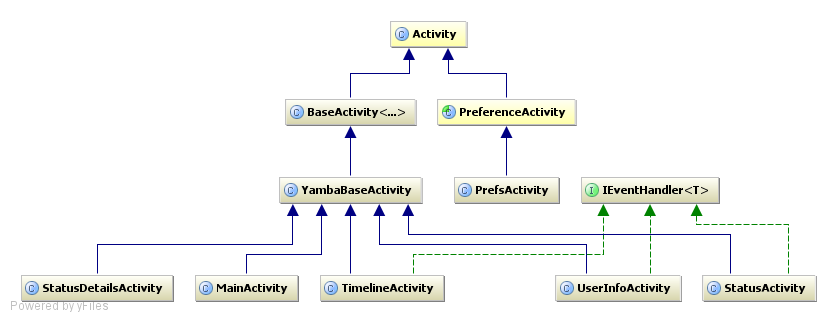 C Activity
C BaseActivity<...>
C PreferenceActivity
C YambaBaseActivity
C PrefsActivity
I IEventHandler<T>
C StatusDetailsActivity
C MainActivity
C TimelineActivity
C UserInfoActivity
C StatusActivity
Powered by yFiles